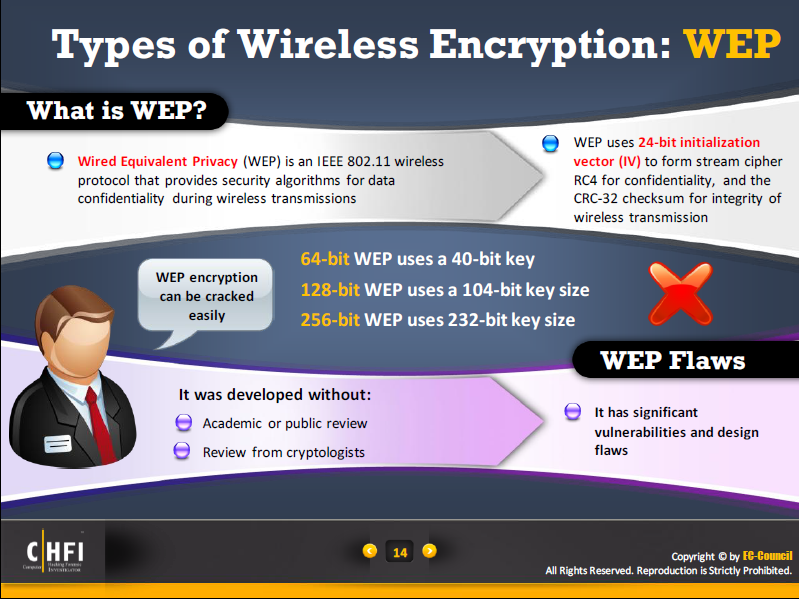 Types of Wireless Encryption: WEP
What is WEP?
Wired Equivalent Privacy (WEP) is an IEEE 802.11 wireless
protocol that provides security algorithms for data
confidentiality during wireless transmissions
WEP uses 24-bit initialization
vector (IV) to form stream cipher
RC4 for confidentiality, and the
CRC-32 checksum for integrity of
wireless transmission
WEP encryption
can be cracked
easily
64-bit WEP uses a 40-bit key
128-bit WEP uses a 104-bit key size
256-bit WEP uses 232-bit key size
WEP Flaws
It was developed without:
Academic or public review
Review from cryptologists
It has significant
vulnerabilities and design
flaws
CHFI
Computer
Hacking Forensic
INVESTIGATOR
14
Copyright © by EC-Council
All Rights Reserved. Reproduction is Strictly Prohibited.